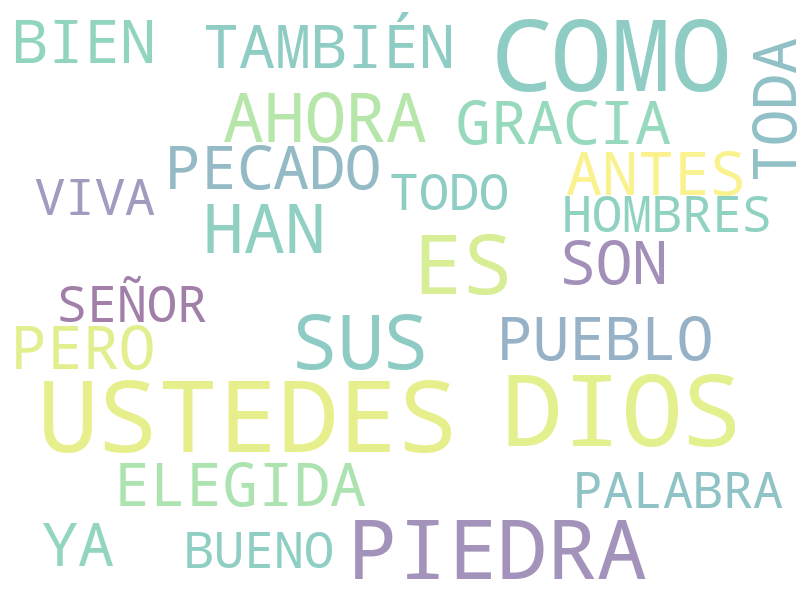 BIEN TAMBIÉN COMO TODA
AHORA GRACIA
PECADO TODO ANTES
VIVA HAN HOMBRES
ES SON
SEÑOR
PERO SUS PUEBLO
USTEDES DIOS
ELEGIDA PALABRA
YA BUENO PIEDRA